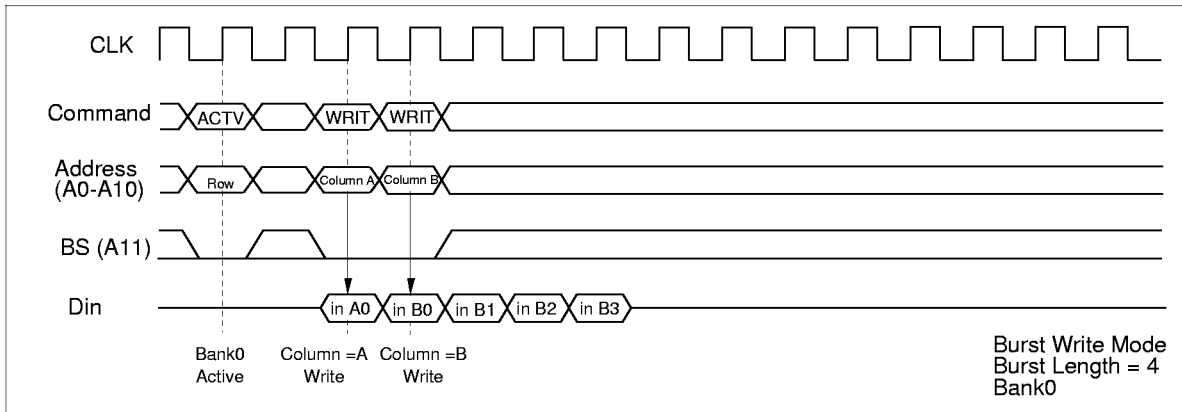 CLK
Command ACTV WRIT WRIT
Address
(A0-A10)
Row Column A Column B
BS (A11)
Din in A0 in B0 in B1 in B2 in B3
Bank0
Active
Column =A
Write
Column =B
Write
Burst Write Mode
Burst Length = 4
Bank0